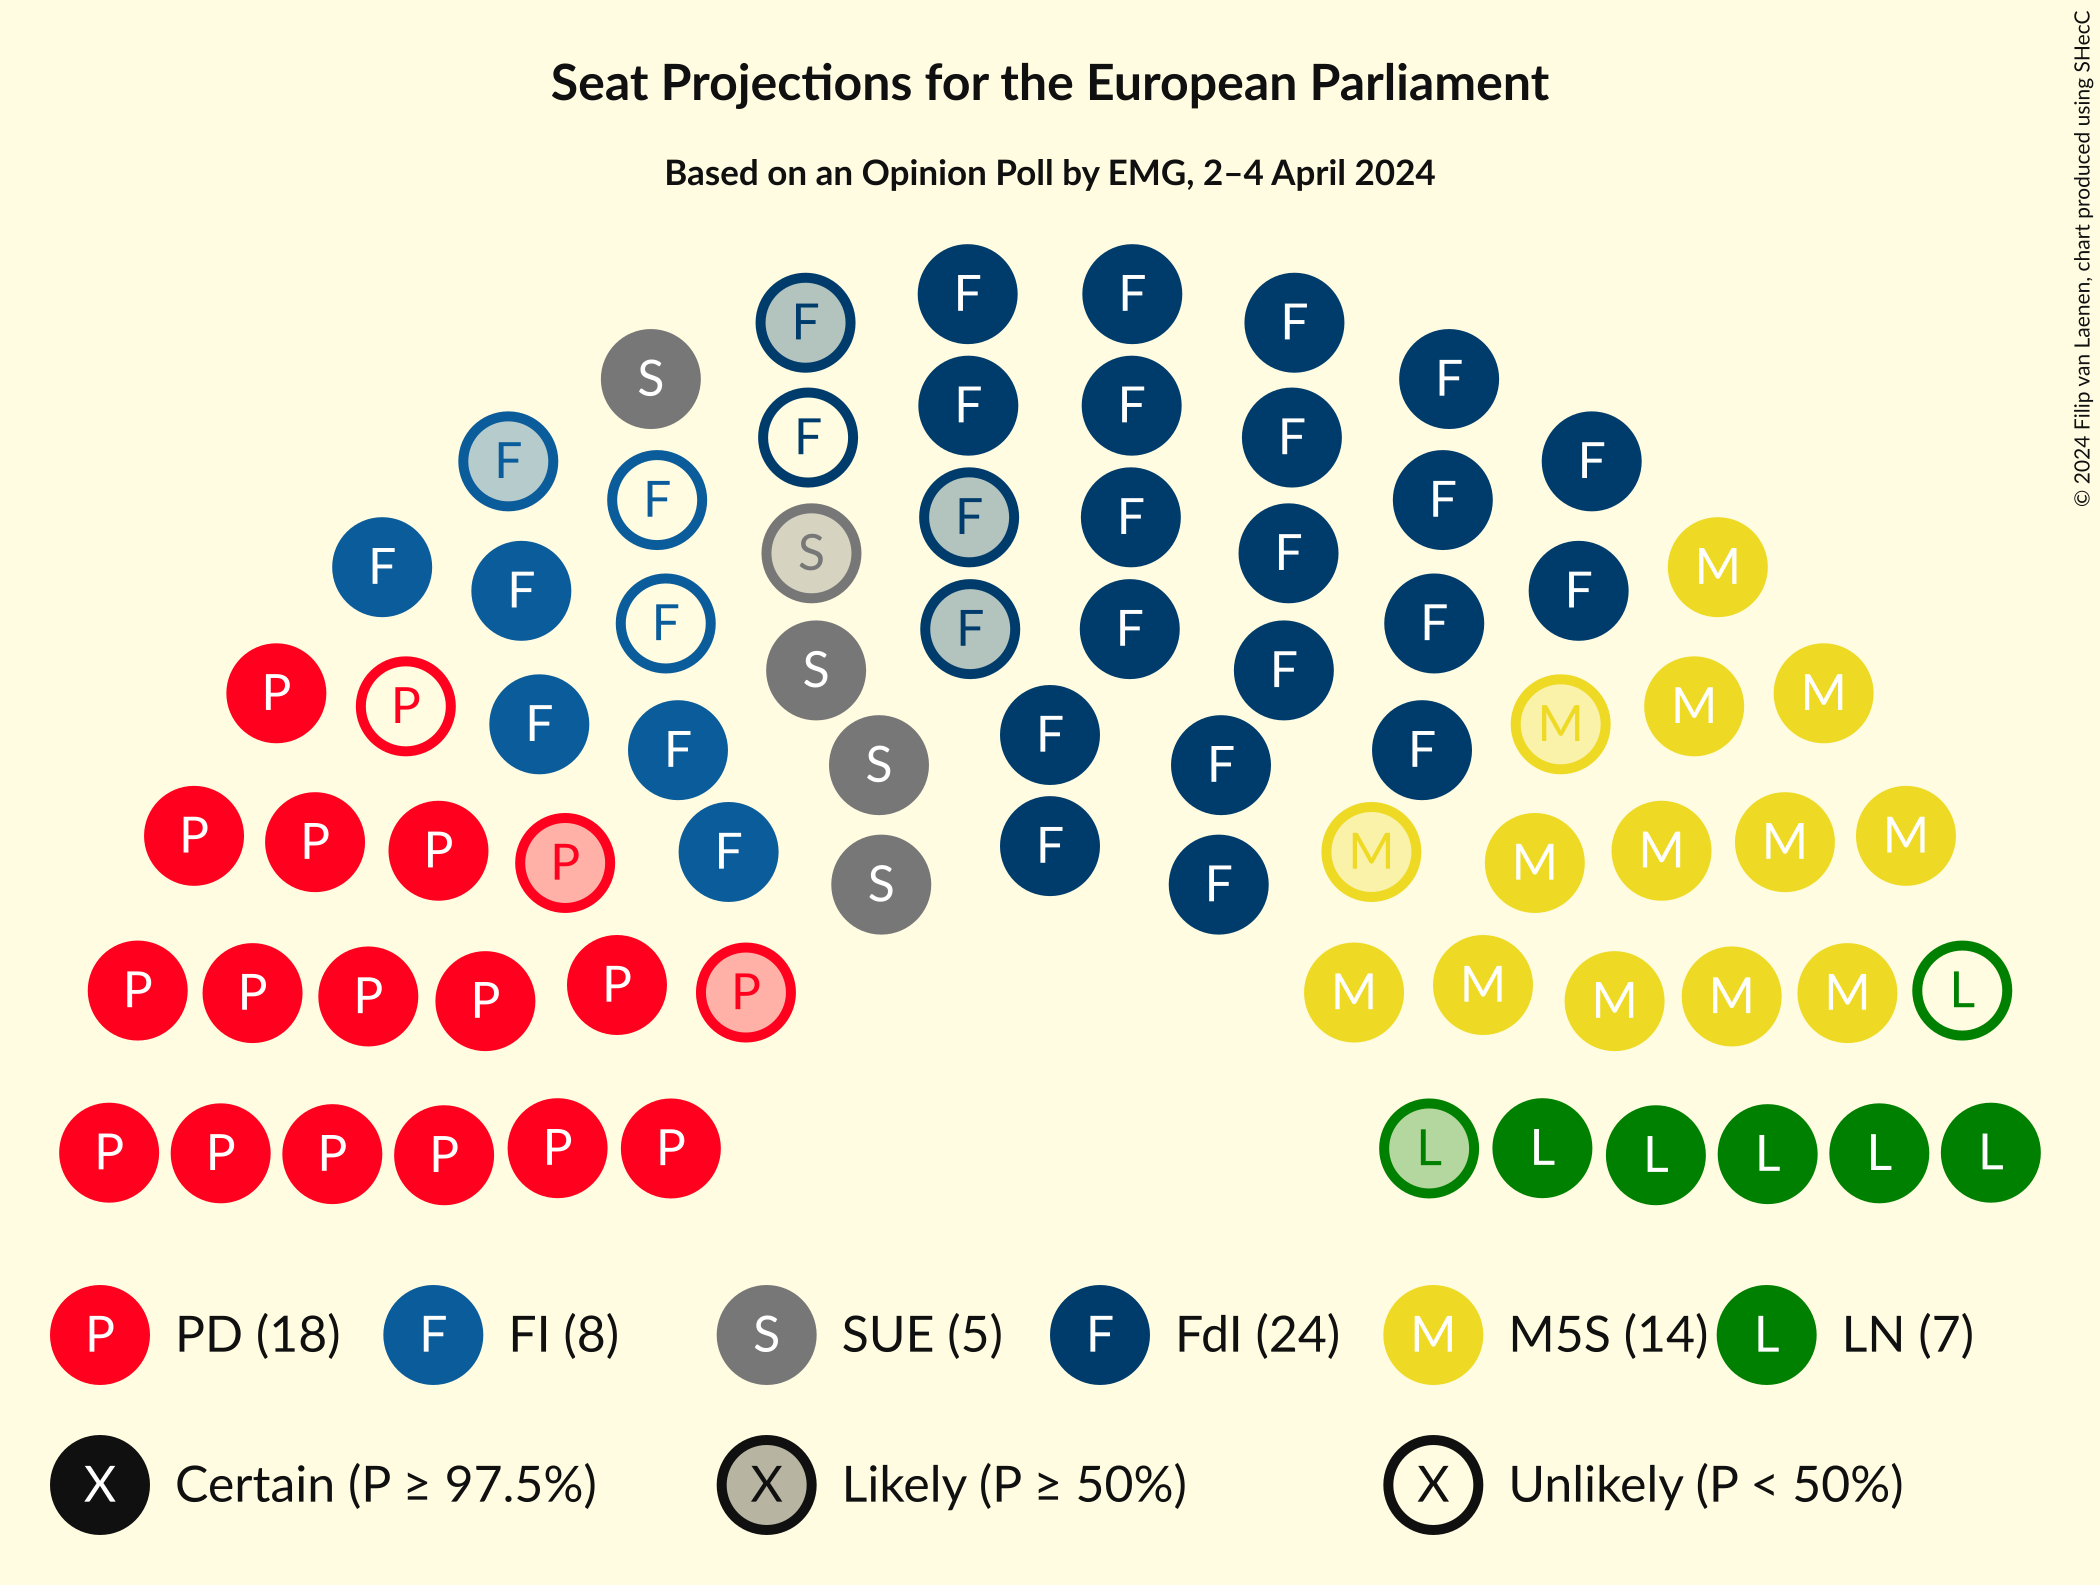 Seat Projections for the European Parliament
Based on an Opinion Poll by EMG, 2–4 April 2024
© 2024 Filip van Laenen, chart produced using SHecC
F F
F F
S F
F F
F F
F F
F F
F F
S F
F M
F F
F F
P P F F S F F M M M
F F
S F F F
P P P P F F M M M M M
S F
P P P P P P M M M M M L
P P P P P P L L L L L L
P PD (18) F FI (8) S SUE (5) F FdI (24) M M5S (14) L LN (7)
X Certain (P ≥ 97.5%) X Likely (P ≥ 50%) X Unlikely (P < 50%)